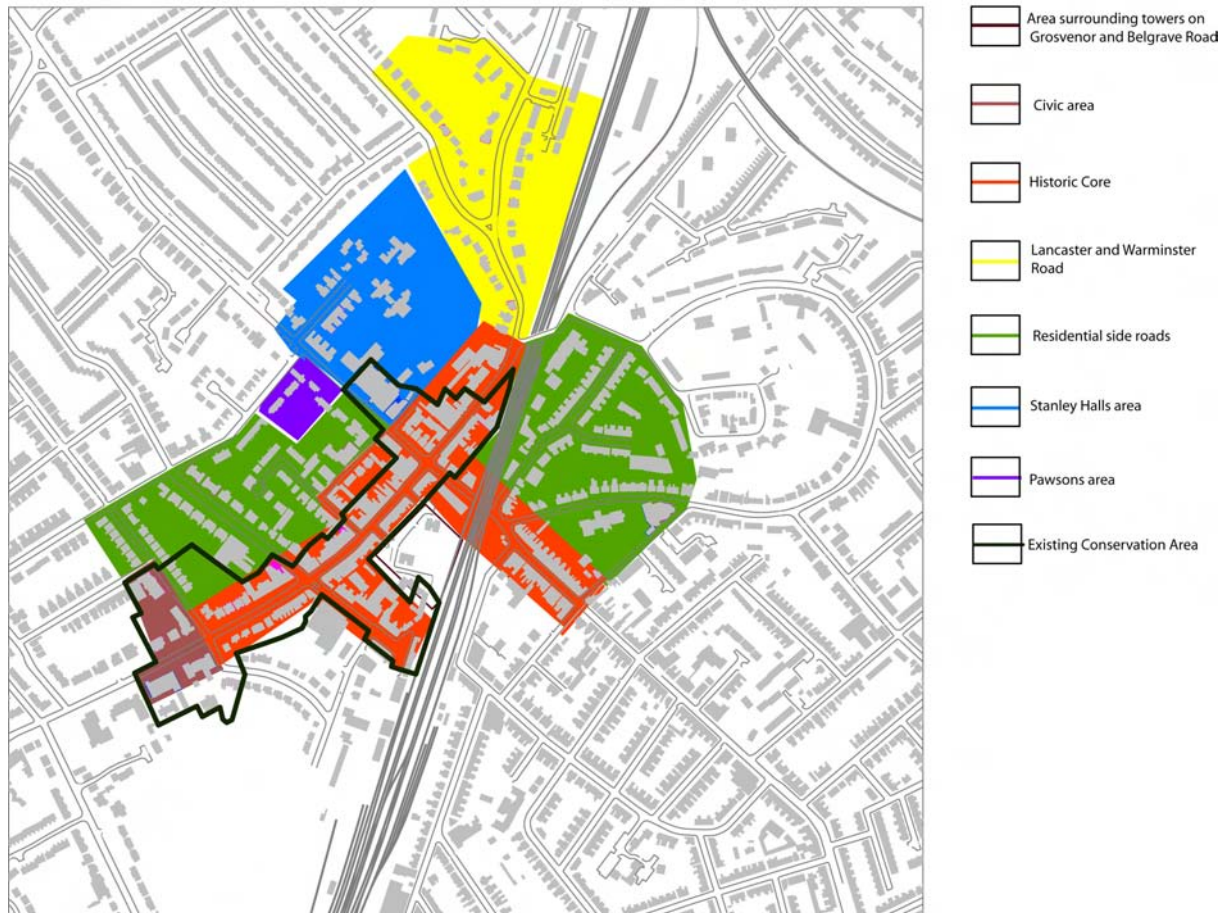 Area surrounding towers on
Grosvenor and Belgrave Road
Civic area
Historic Core
Lancaster and Warminster
Road
Residential side roads
Stanley Halls area
Pawsons area
Existing Conservation Area